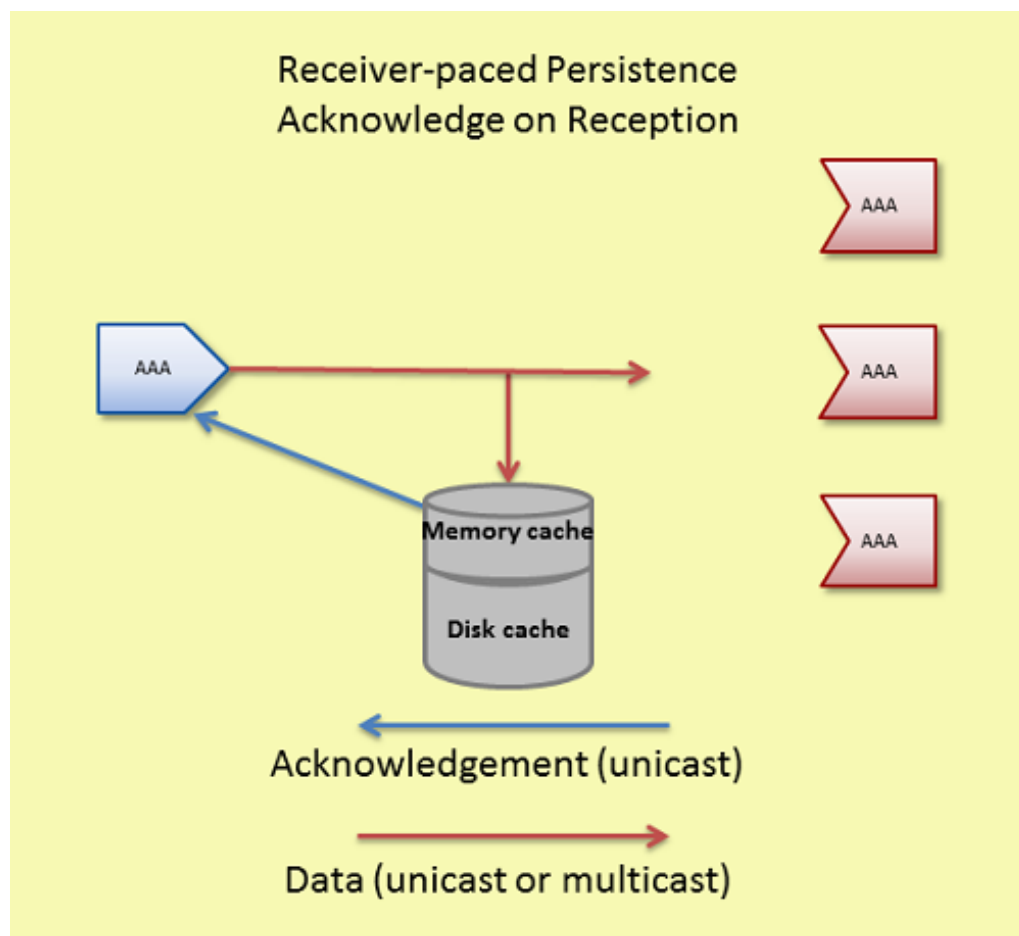 Receiver-paced Persistence
Acknowledge on Reception
AAA
AAA
AAA
AAA
Memory cache
Disk cache
Acknowledgement (unicast)
Data (unicast or multicast)